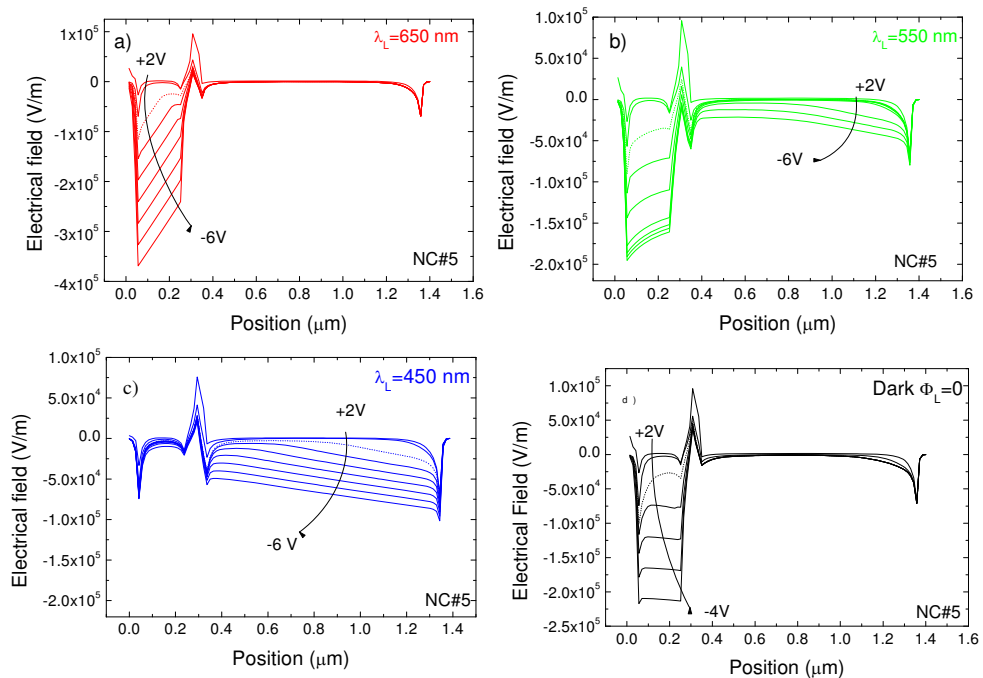 a)
λL=650 nm
+2V
-6V
NC#5
1x10^5
0
-1x10^5
-2x10^5
-3x10^5
-4x10^5
Electrical field (V/m)
0.0 0.2 0.4 0.6 0.8 1.0 1.2 1.4 1.6
Position (μm)
b)
λL=550 nm
+2V
-6V
NC#5
1.0x10^5
5.0x10^4
0.0
-5.0x10^4
-1.0x10^5
-1.5x10^5
-2.0x10^5
Electrical field (V/m)
0.0 0.2 0.4 0.6 0.8 1.0 1.2 1.4 1.6
Position (μm)
c)
λL=450 nm
+2V
-6 V
NC#5
1.0x10^5
5.0x10^4
0.0
-5.0x10^4
-1.0x10^5
-1.5x10^5
-2.0x10^5
Electrical field (V/m)
0.0 0.2 0.4 0.6 0.8 1.0 1.2 1.4
Position (μm)
d )
Dark ΦL=0
+2V
-4V
NC#5
1.0x10^5
5.0x10^4
0.0
-5.0x10^4
-1.0x10^5
-1.5x10^5
-2.0x10^5
-2.5x10^5
Electrical Field (V/m)
0.0 0.2 0.4 0.6 0.8 1.0 1.2 1.4 1.6
Position (μm)